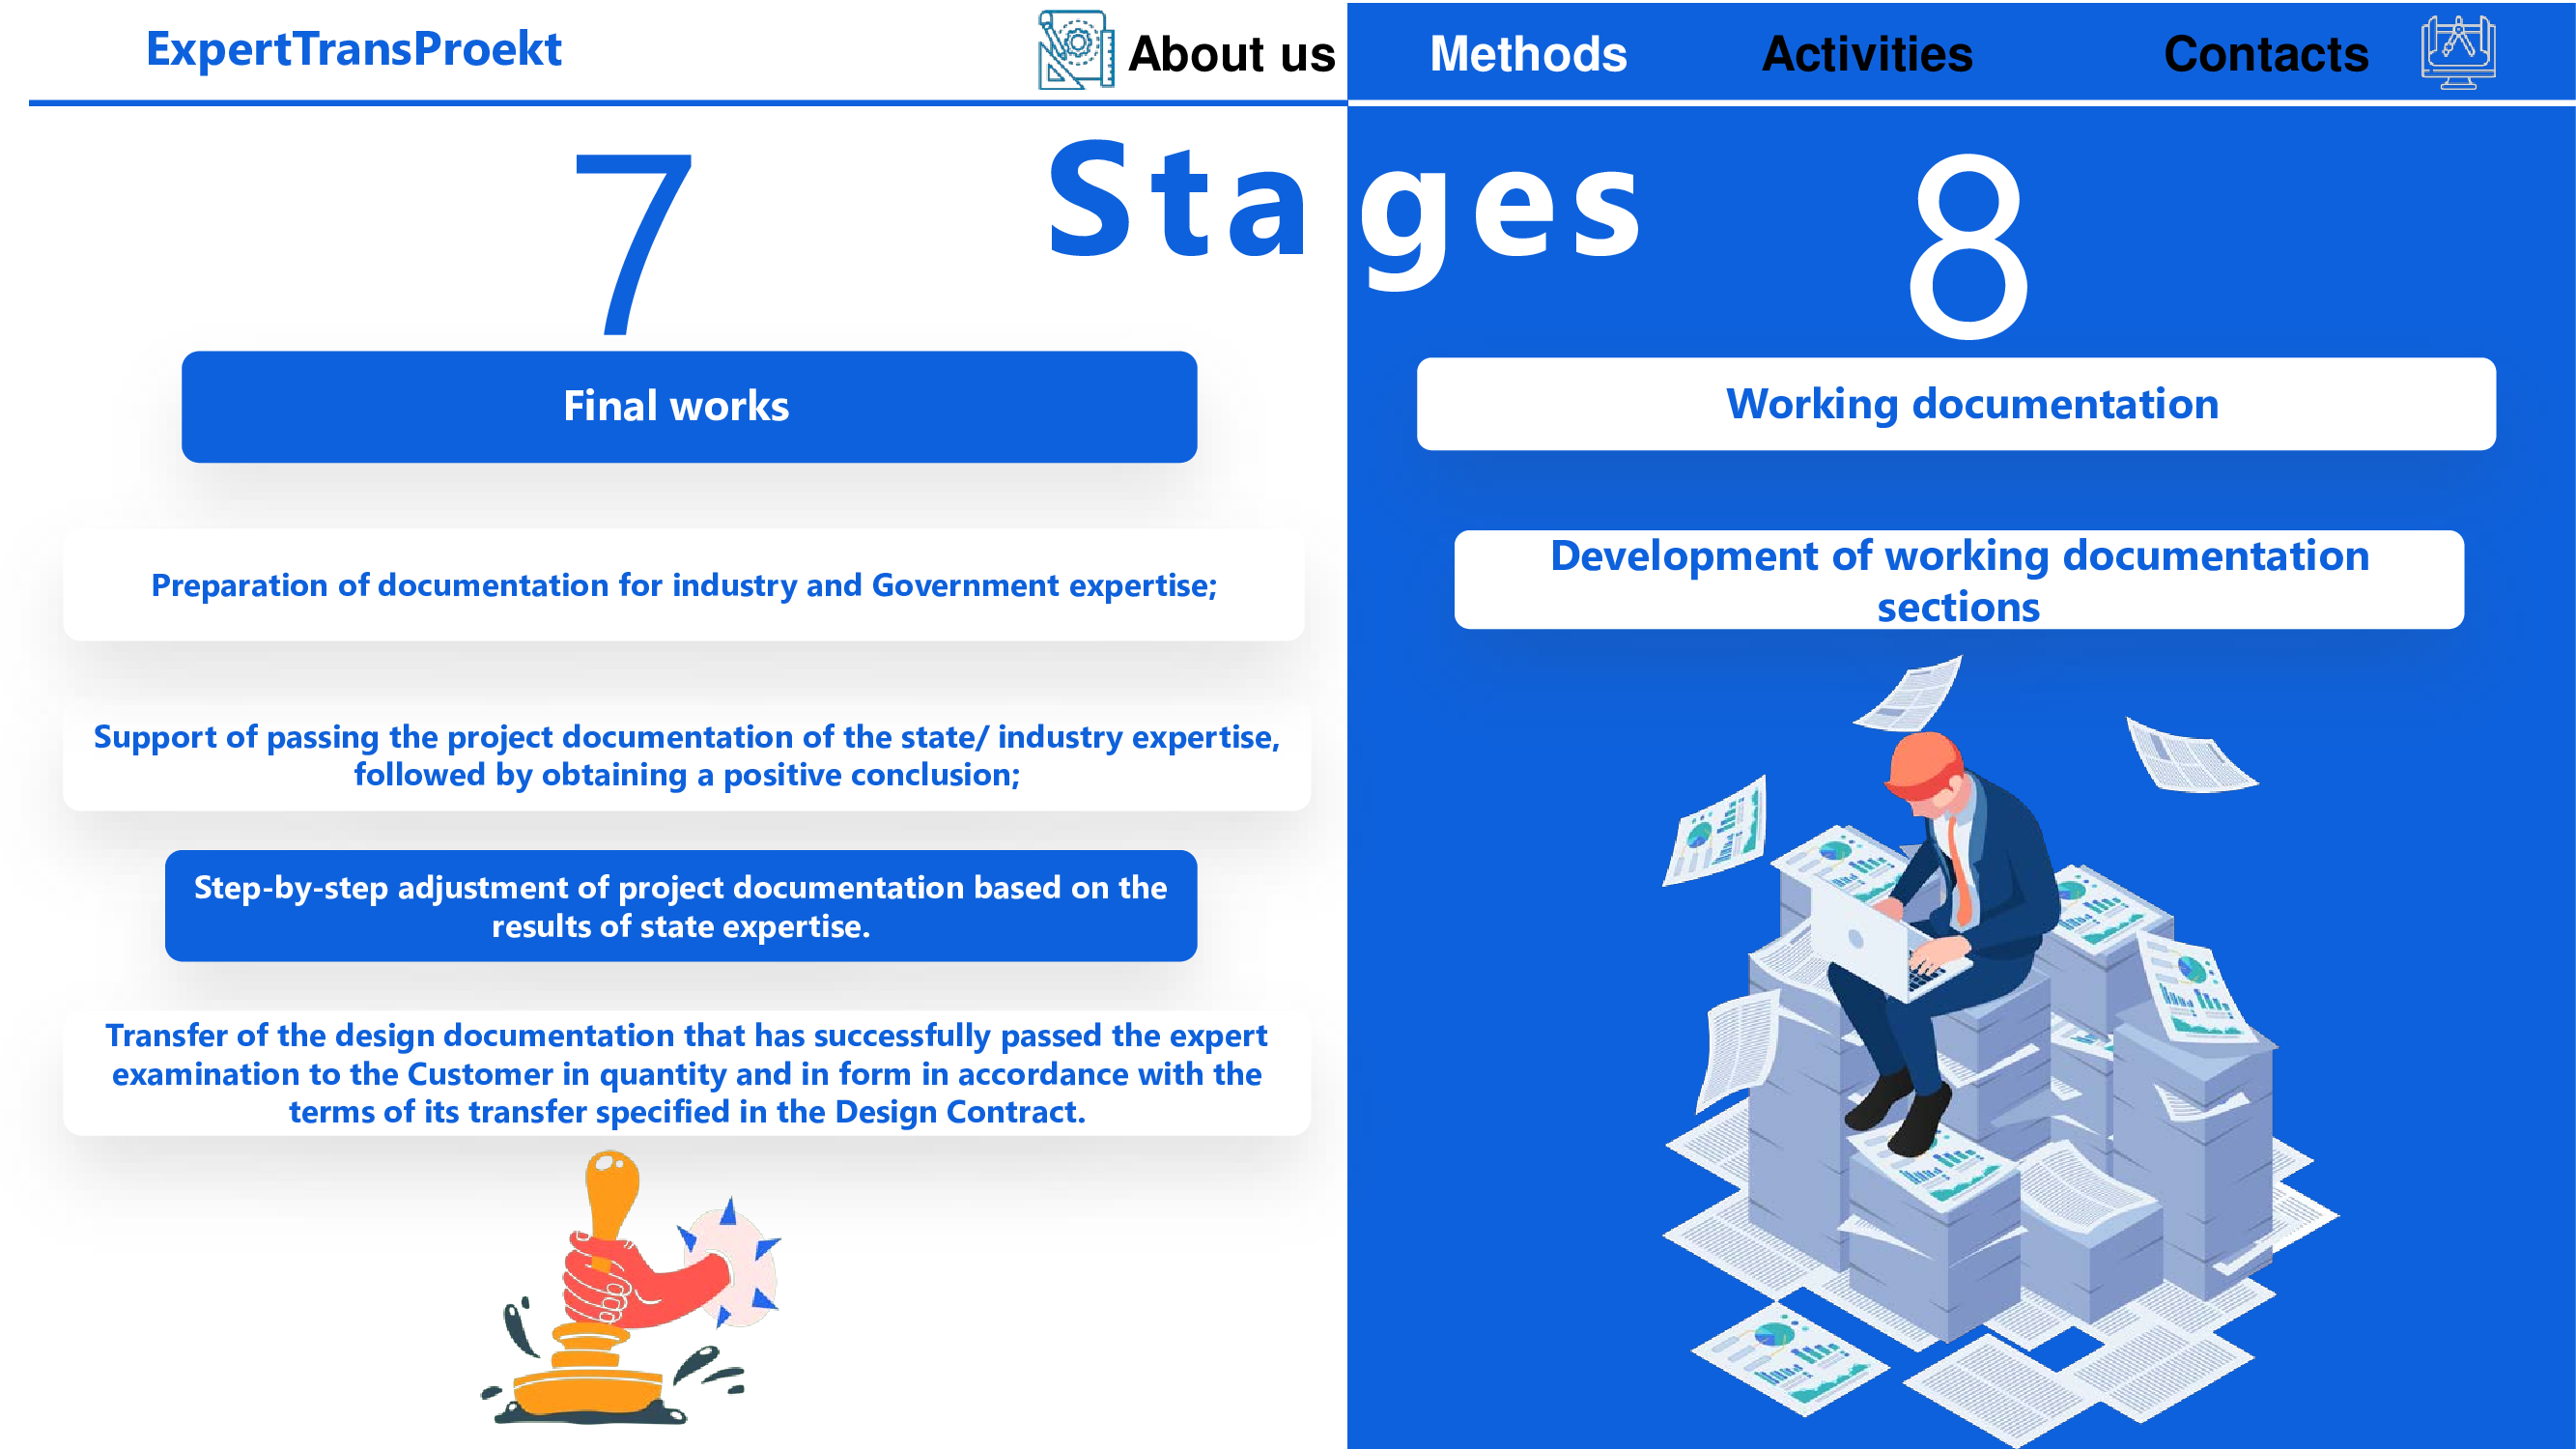 ExpertTransProekt
About us
Methods
Activities
Contacts
Stages
7
Final works
Preparation of documentation for industry and Government expertise;
Support of passing the project documentation of the state/ industry expertise,
followed by obtaining a positive conclusion;
Step-by-step adjustment of project documentation based on the
results of state expertise.
Transfer of the design documentation that has successfully passed the expert
examination to the Customer in quantity and in form in accordance with the
terms of its transfer specified in the Design Contract.
8
Working documentation
Development of working documentation
sections